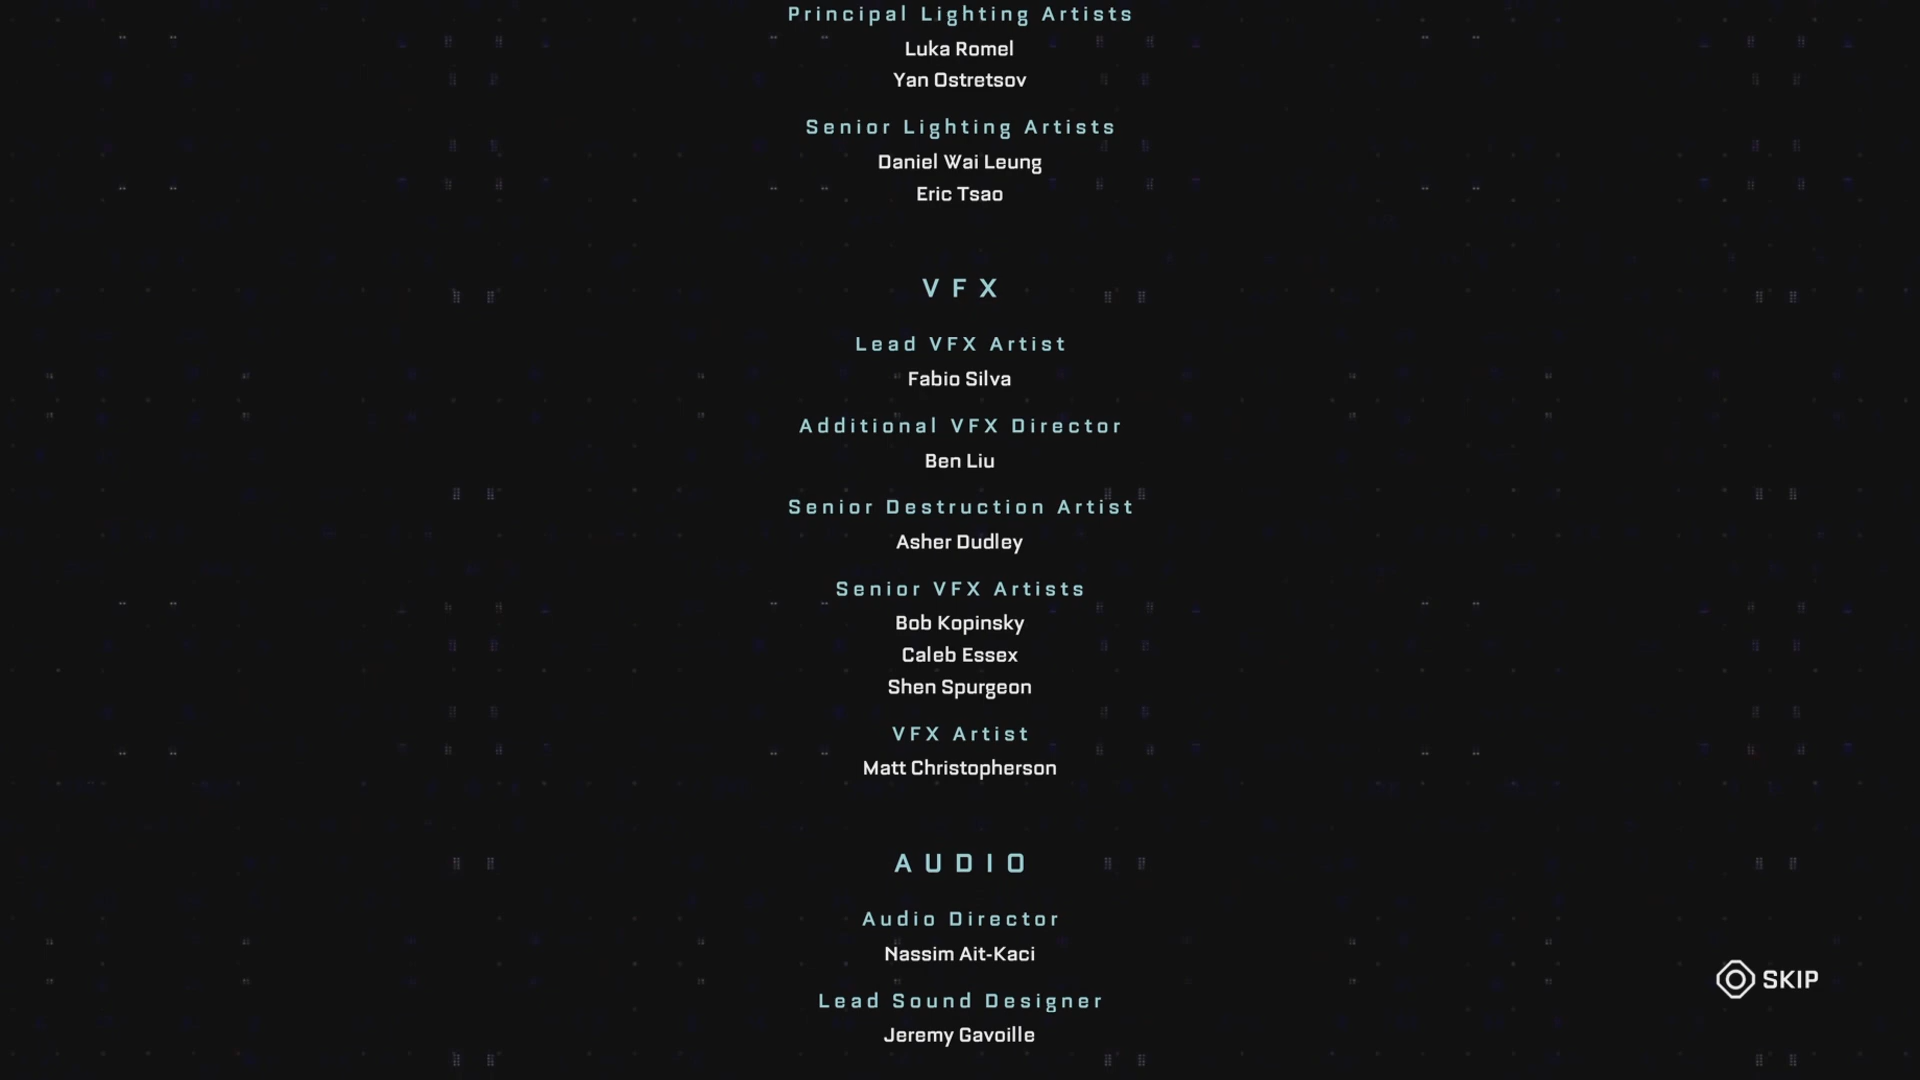 Principal Lighting Artists
Luka Romel
Yan Ostretsov
Senior Lighting Artists
Daniel Wai Leung
Eric Tsao
VFX
Lead VFX Artist
Fabio Silva
Additional VFX Director
Ben Liu
Senior Destruction Artist
Asher Dudley
Senior VFX Artists
Bob Kopinsky
Caleb Essex
Shen Spurgeon
VFX Artist
Matt Christopherson
AUDIO
Audio Director
Nassim Ait-Kaci
Lead Sound Designer
Jeremy Gavoille
SKIP